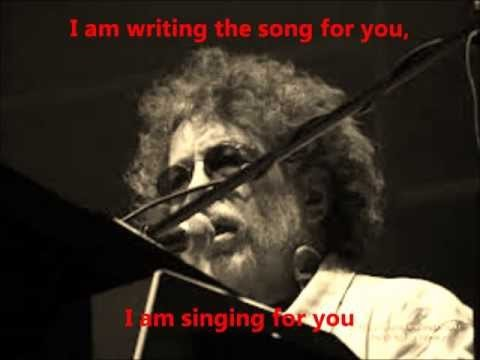 I am writing the song for you,
I am singing for you